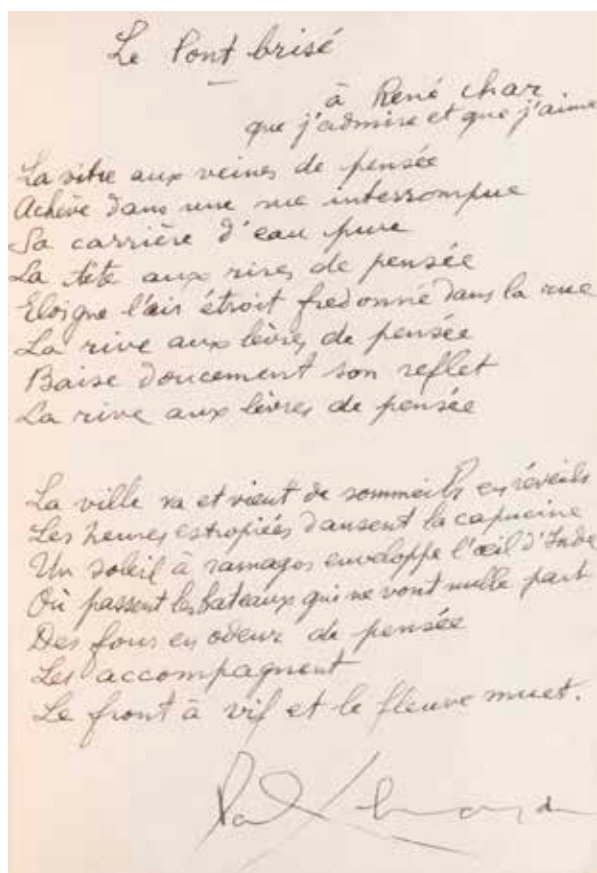 Le Pont brisé
à René Char
que j'admire et que j'aime
La vitre aux veines de pensée
Achève dans une rue interrompue
Sa carrière d'eau pure
La tête aux rires de pensée
Eloigne l'air étroit fredonné dans la rue
La rive aux lèvres de pensée
Baise doucement son reflet
La rive aux lèvres de pensée
La ville va et vient de sommeils en réveils
Les heures estropiées dansent la capucine
Un soleil à ramages enveloppe l'œil d'Inde
Où passent les bateaux qui ne vont nulle part
Des fous en odeur de pensée
Les accompagnent
Le front à vif et le fleuve muet.
Paul Eluard